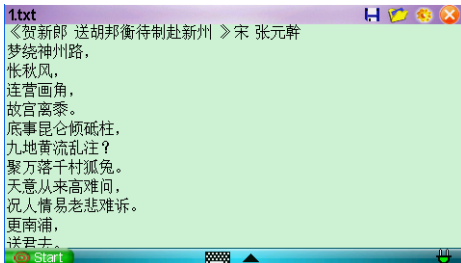 1.txt
《贺新郎 送胡邦衡待制赴新州 》宋 张元幹
梦绕神州路,
怅秋风,
连营画角,
故宫离黍。
底事昆仑倾砥柱,
九地黄流乱注？
聚万落千村狐兔。
天意从来高难问,
况人情易老悲难诉。
更南浦,
送君去。
Start